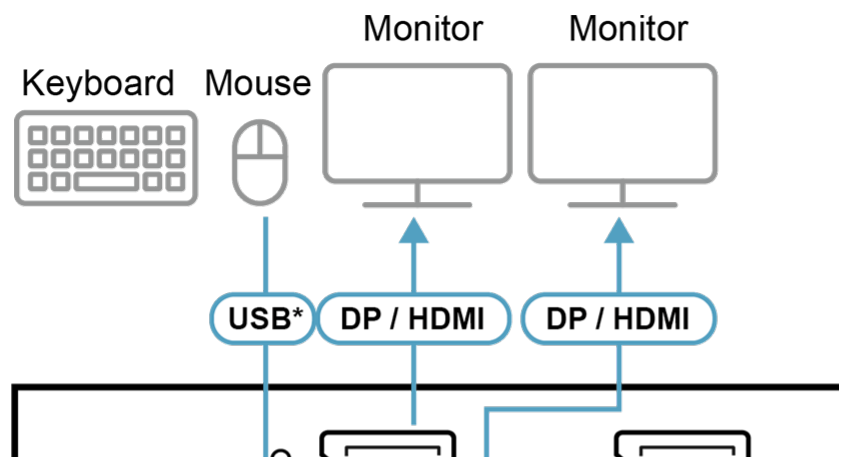 Monitor
Monitor
Keyboard
Mouse
USB*
DP / HDMI
DP / HDMI